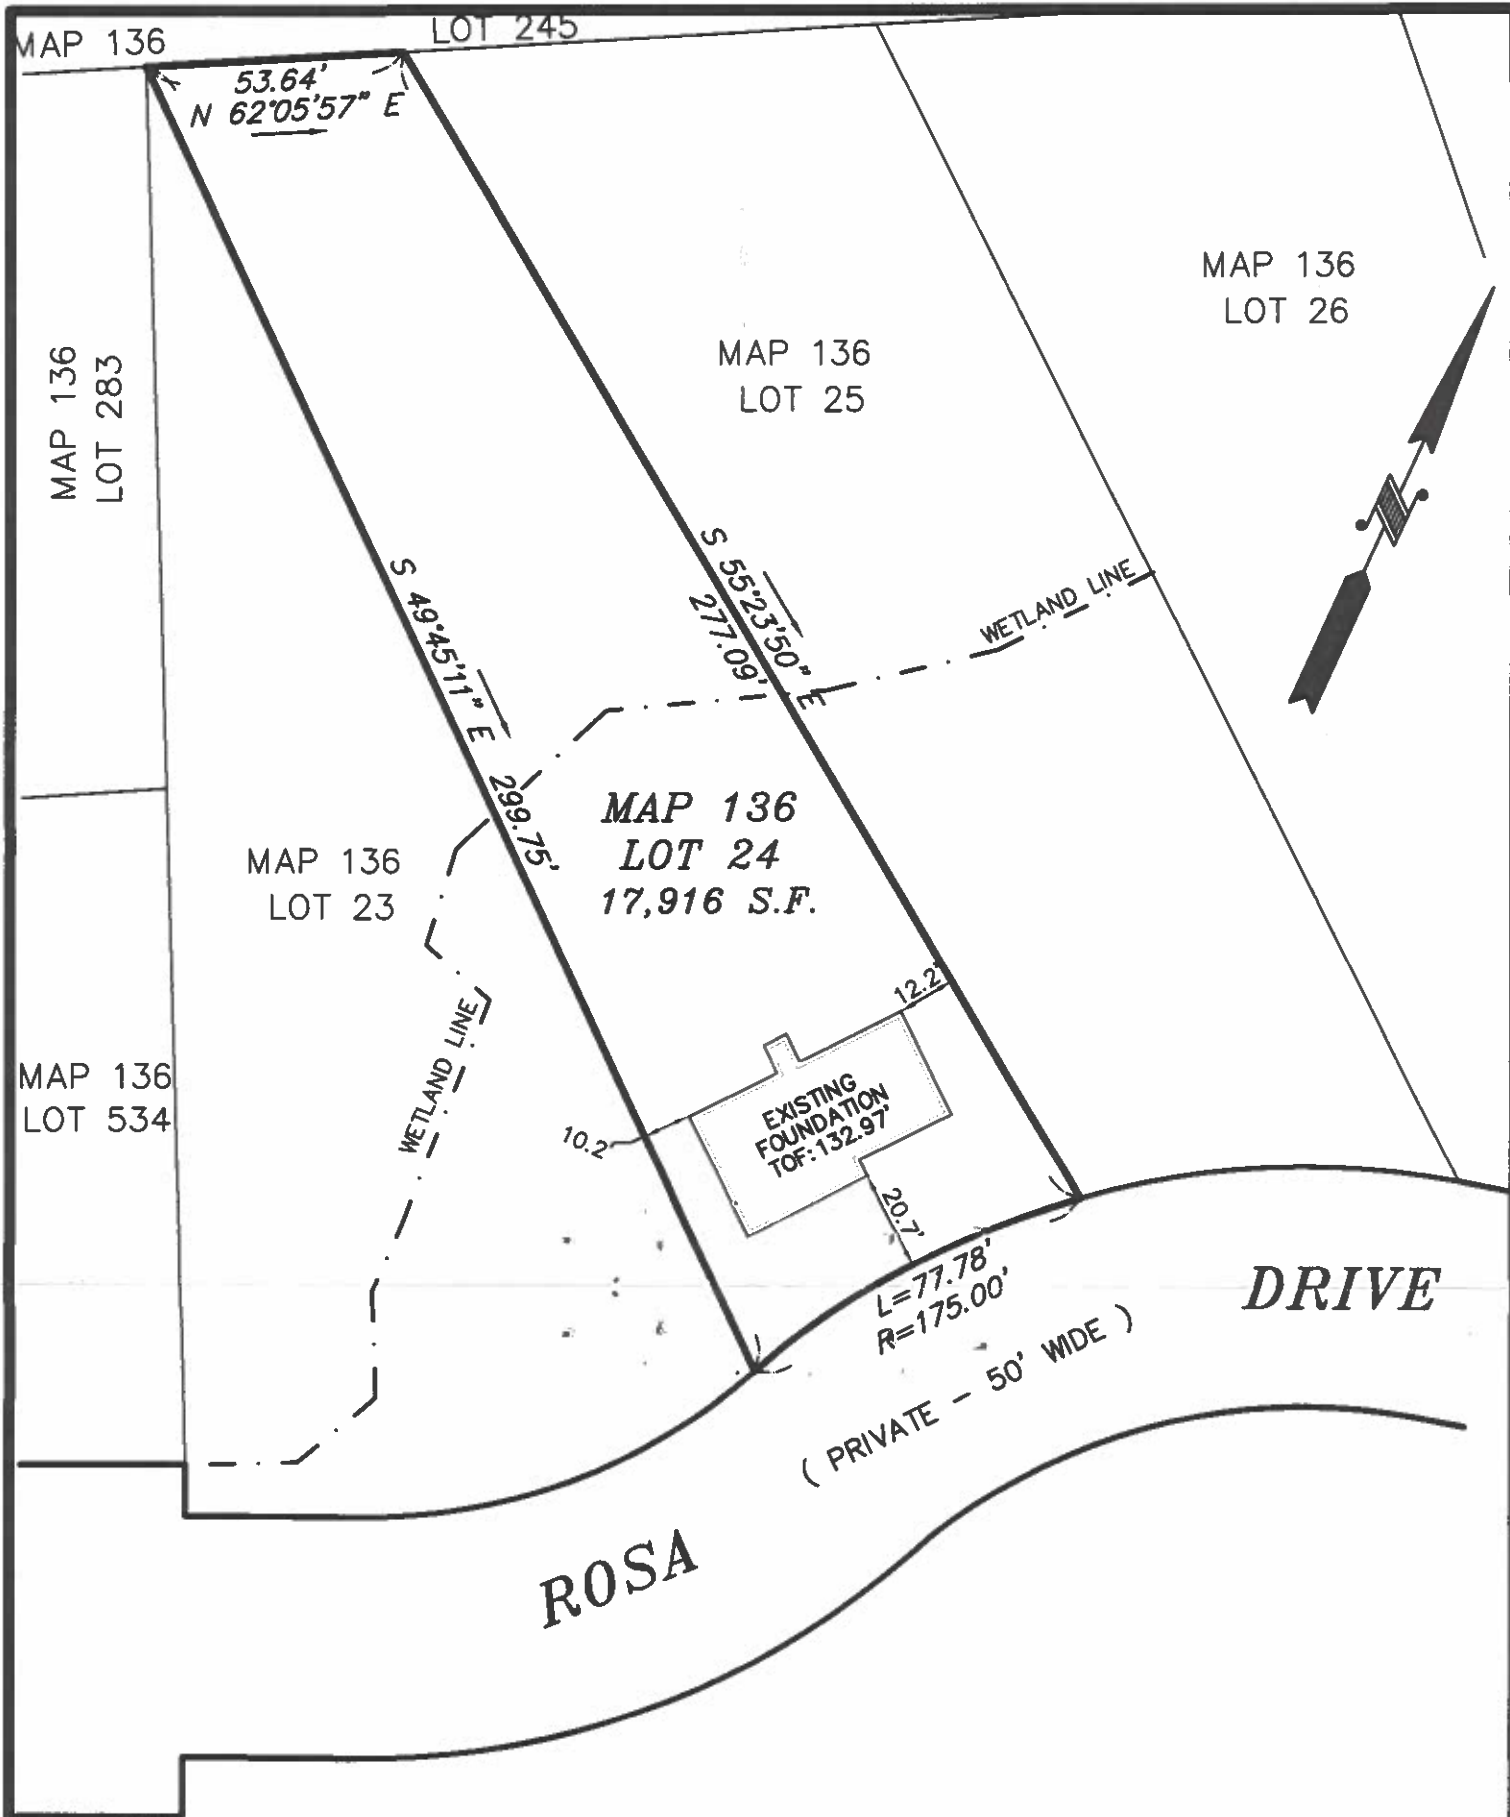 MAP 136
LOT 245
53.64'
N 62°05'57" E
MAP 136
LOT 26
MAP 136
LOT 25
MAP 136
LOT 283
S 49°45'11" E 299.75'
S 55°23'50" E
277.09'
WETLAND LINE
MAP 136
LOT 24
17,916 S.F.
MAP 136
LOT 23
12.2'
WETLAND LINE
MAP 136
LOT 534
10.2
EXISTING
FOUNDATION
TOF: 132.97'
20.7'
L=77.78'
R=175.00'
DRIVE
( PRIVATE - 50' WIDE )
ROSA